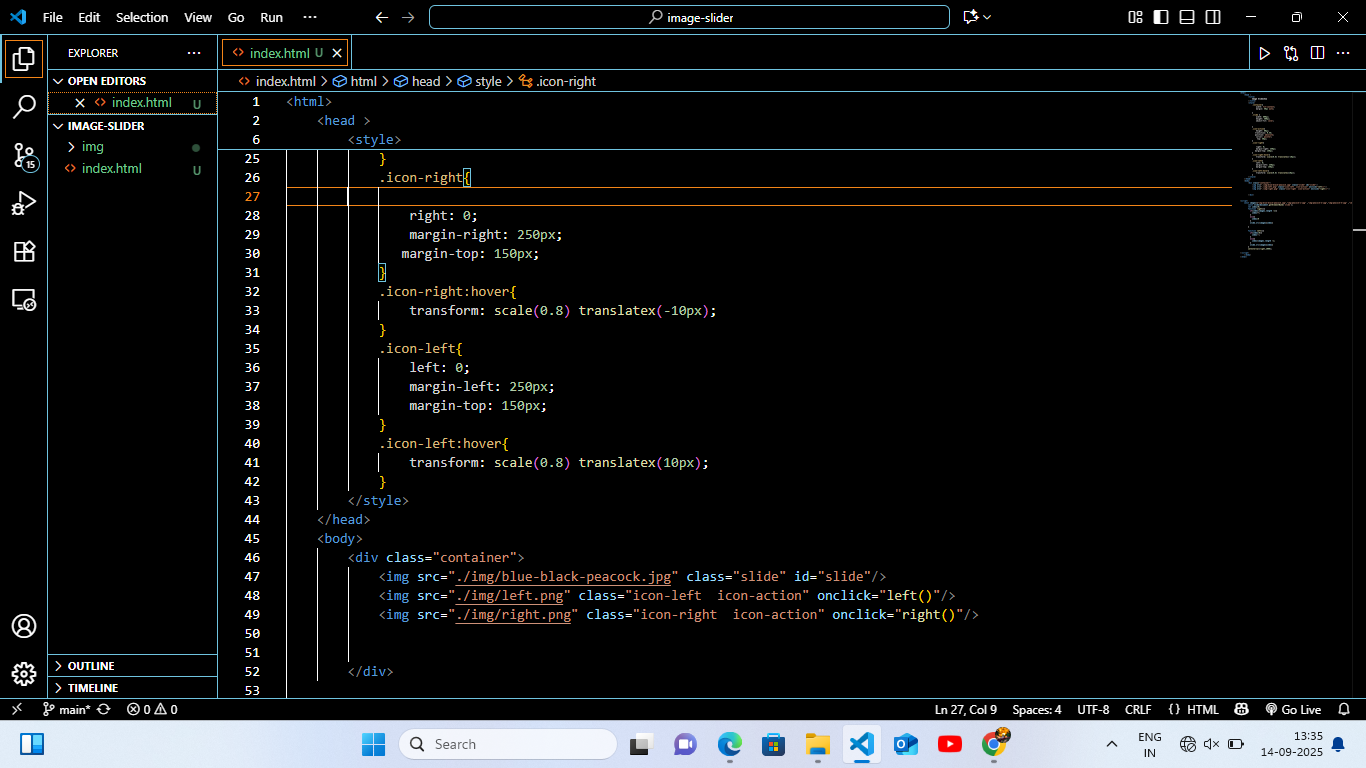 File Edit Selection View Go Run ··· image-slider
EXPLORER ···
OPEN EDITORS
index.html U
IMAGE-SLIDER
img
index.html U
OUTLINE
TIMELINE
15
index.html U
index.html > html > head > style > .icon-right
1 <html>
2 <head >
6 <style>
25 }
26 .icon-right{
27
28 right: 0;
29 margin-right: 250px;
30 margin-top: 150px;
31 }
32 .icon-right:hover{
33 transform: scale(0.8) translatex(-10px);
34 }
35 .icon-left{
36 left: 0;
37 margin-left: 250px;
38 margin-top: 150px;
39 }
40 .icon-left:hover{
41 transform: scale(0.8) translatex(10px);
42 }
43 </style>
44 </head>
45 <body>
46 <div class="container">
47 <img src="./img/blue-black-peacock.jpg" class="slide" id="slide"/>
48 <img src="./img/left.png" class="icon-left  icon-action" onclick="left()"/>
49 <img src="./img/right.png" class="icon-right  icon-action" onclick="right()"/>
50
51
52 </div>
53
main* 0 0 Ln 27, Col 9 Spaces: 4 UTF-8 CRLF {} HTML Go Live
Search
ENG
IN
13:35
14-09-2025